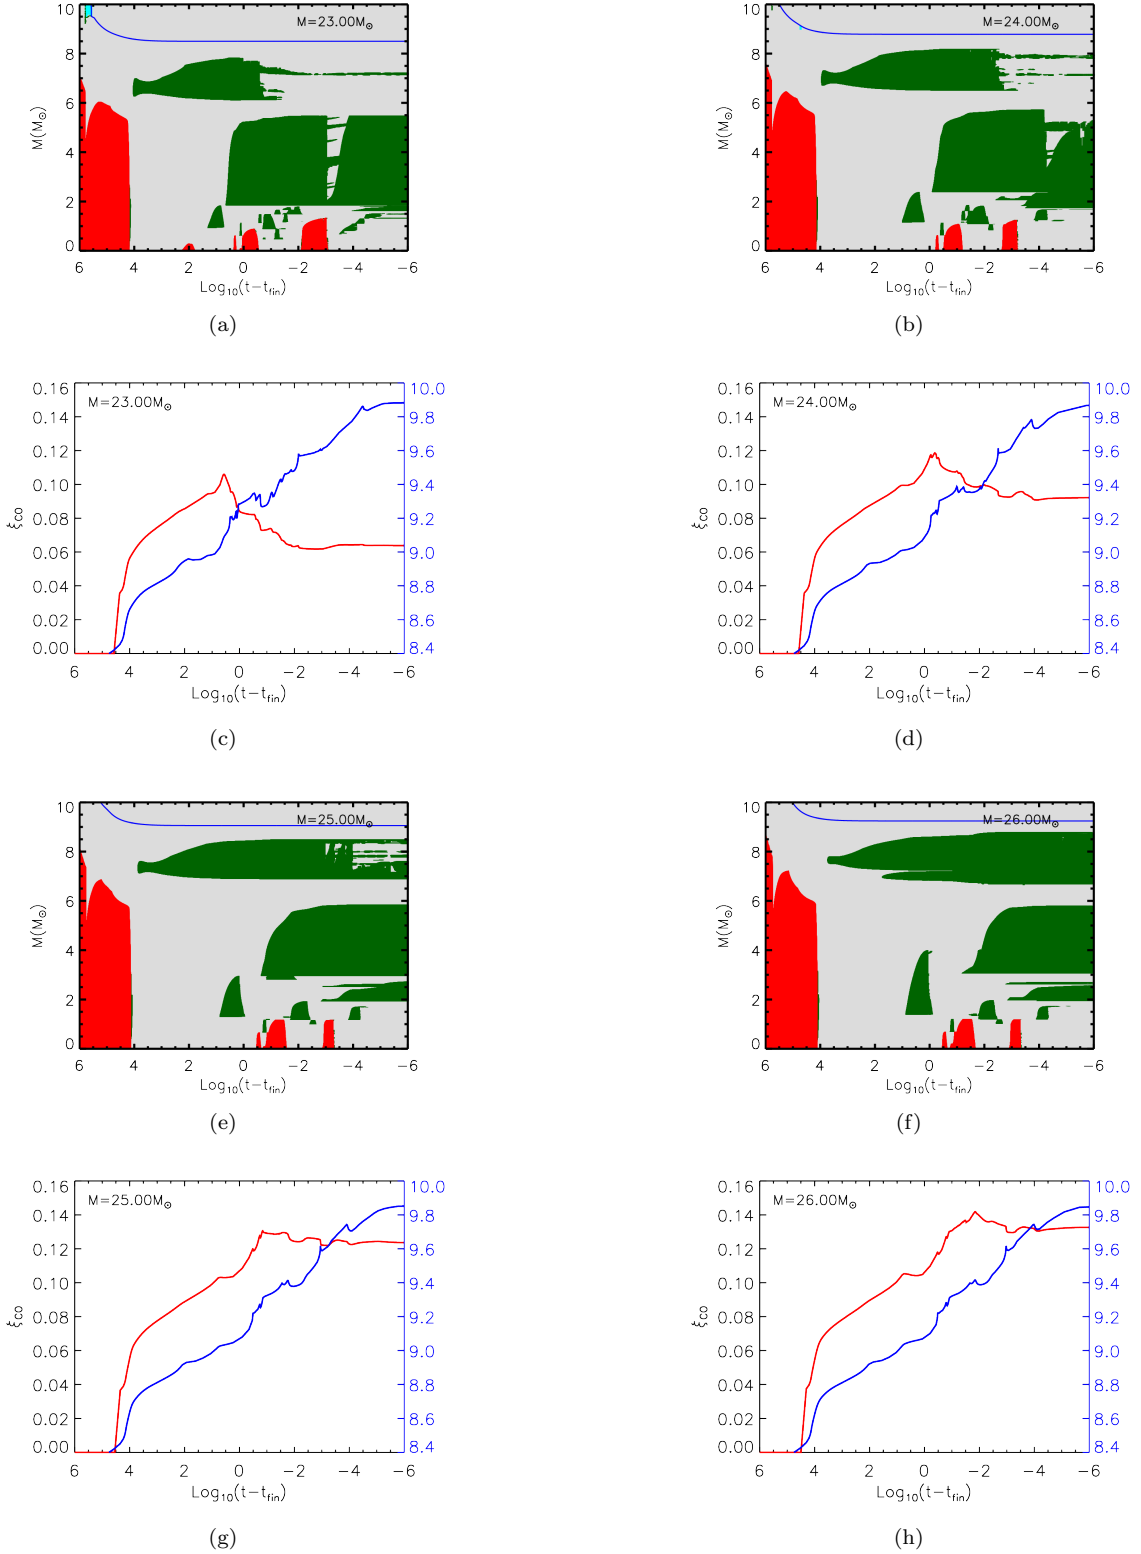 M=23.00M⊙
M(M⊙)
10
8
6
4
2
0
6 4 2 0 −2 −4 −6
Log10(t−tfin)
(a)
M=24.00M⊙
M(M⊙)
10
8
6
4
2
0
6 4 2 0 −2 −4 −6
Log10(t−tfin)
(b)
M=23.00M⊙
ξCO
0.16
0.14
0.12
0.10
0.08
0.06
0.04
0.02
0.00
10.0
9.8
9.6
9.4
9.2
9.0
8.8
8.6
8.4
6 4 2 0 −2 −4 −6
Log10(t−tfin)
(c)
M=24.00M⊙
ξCO
0.16
0.14
0.12
0.10
0.08
0.06
0.04
0.02
0.00
10.0
9.8
9.6
9.4
9.2
9.0
8.8
8.6
8.4
6 4 2 0 −2 −4 −6
Log10(t−tfin)
(d)
M=25.00M⊙
M(M⊙)
10
8
6
4
2
0
6 4 2 0 −2 −4 −6
Log10(t−tfin)
(e)
M=26.00M⊙
M(M⊙)
10
8
6
4
2
0
6 4 2 0 −2 −4 −6
Log10(t−tfin)
(f)
M=25.00M⊙
ξCO
0.16
0.14
0.12
0.10
0.08
0.06
0.04
0.02
0.00
10.0
9.8
9.6
9.4
9.2
9.0
8.8
8.6
8.4
6 4 2 0 −2 −4 −6
Log10(t−tfin)
(g)
M=26.00M⊙
ξCO
0.16
0.14
0.12
0.10
0.08
0.06
0.04
0.02
0.00
10.0
9.8
9.6
9.4
9.2
9.0
8.8
8.6
8.4
6 4 2 0 −2 −4 −6
Log10(t−tfin)
(h)